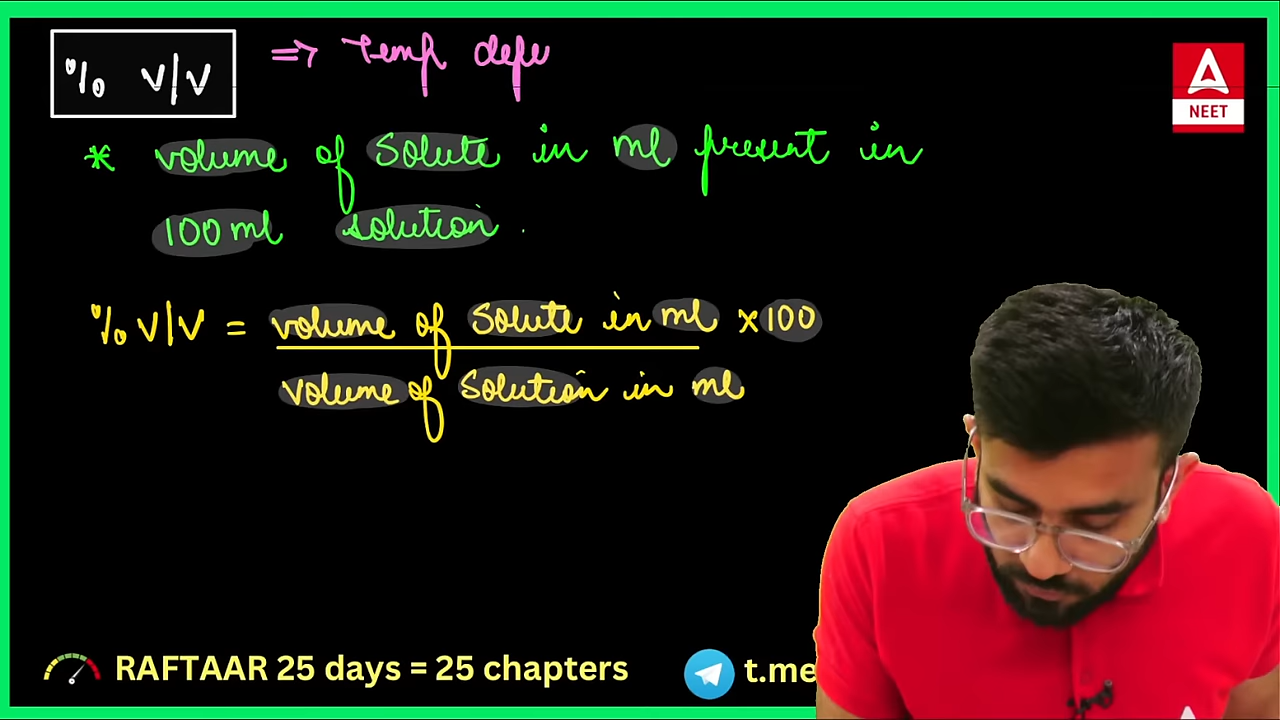 % V/V => Temp depe
NEET
* volume of Solute in ml present in
100 ml solution.
% V/V = volume of Solute in ml × 100
volume of Solution in ml
RAFTAAR 25 days = 25 chapters
t.me